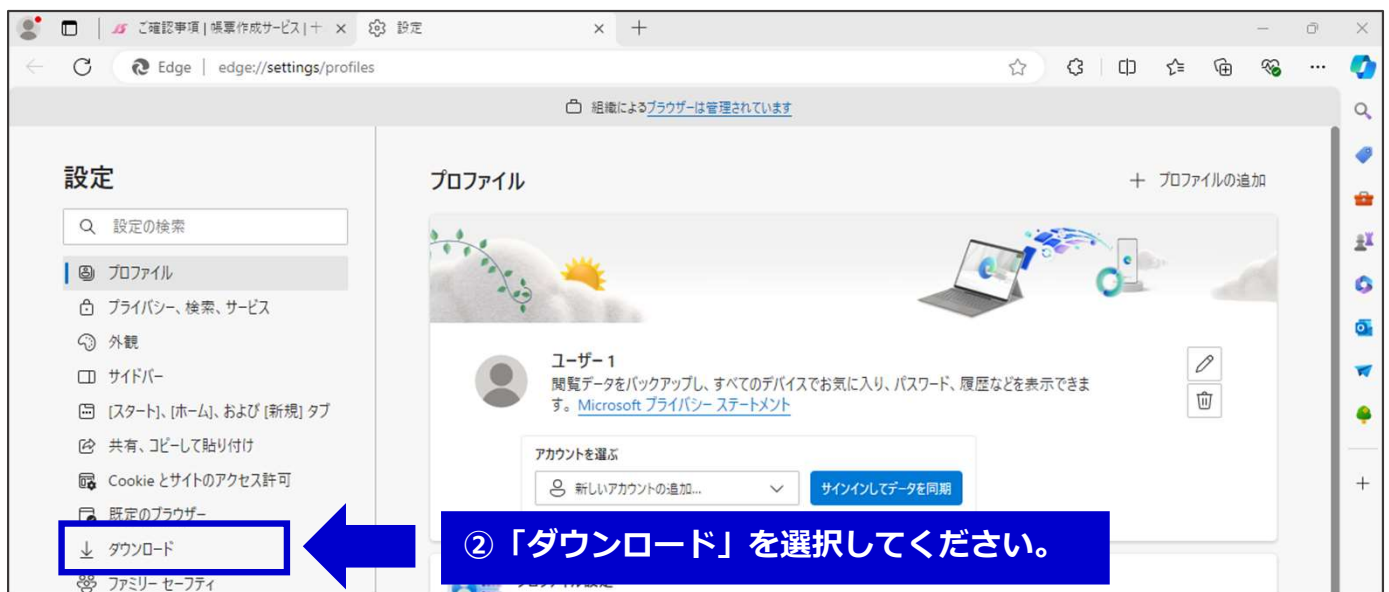 ご確認事項 | 帳票作成サービス | 十
設定
Edge | edge://settings/profiles
組織によるブラウザーは管理されています
設定
設定の検索
プロファイル
プライバシー、検索、サービス
外観
サイドバー
[スタート]、[ホーム]、および [新規] タブ
共有、コピーして貼り付け
Cookie とサイトのアクセス許可
既定のブラウザー
ダウンロード
ファミリー セーフティ
プロファイル
プロファイルの追加
ユーザー 1
閲覧データをバックアップし、すべてのデバイスでお気に入り、パスワード、履歴などを表示できま
す。Microsoft プライバシー ステートメント
アカウントを選ぶ
新しいアカウントの追加...
サインインしてデータを同期
②「ダウンロード」を選択してください。